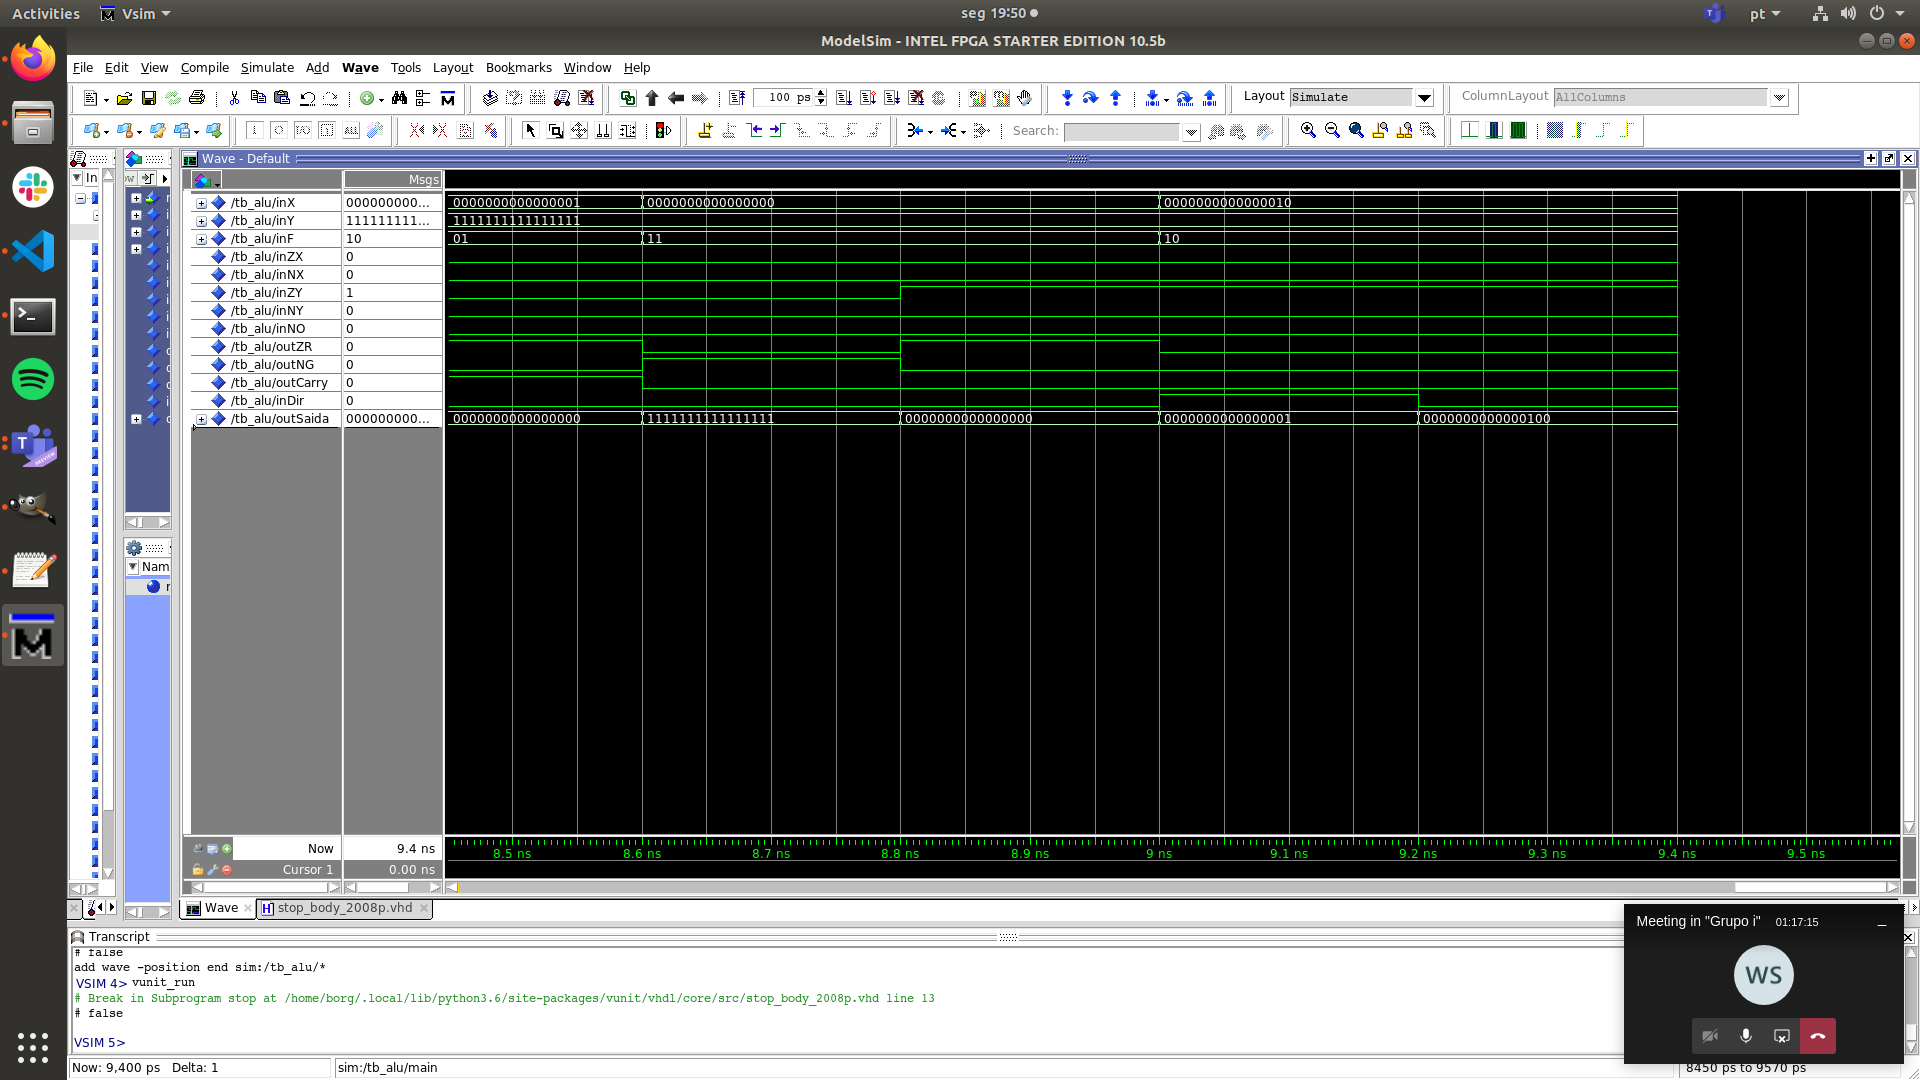 Activities Vsim seg 19:50 pt
ModelSim - INTEL FPGA STARTER EDITION 10.5b
File Edit View Compile Simulate Add Wave Tools Layout Bookmarks Window Help
100 ps Layout Simulate ColumnLayout AllColumns
Search:
Wave - Default
In
Msgs
/tb_alu/inX 000000000... 0000000000000001 0000000000000000 0000000000000010
/tb_alu/inY 111111111... 1111111111111111
/tb_alu/inF 10 01 11 10
/tb_alu/inZX 0
/tb_alu/inNX 0
/tb_alu/inZY 1
/tb_alu/inNY 0
/tb_alu/inNO 0
/tb_alu/outZR 0
/tb_alu/outNG 0
/tb_alu/outCarry 0
/tb_alu/inDir 0
/tb_alu/outSaida 000000000... 0000000000000000 1111111111111111 0000000000000000 0000000000000001 0000000000000100
Nam
Now 9.4 ns 8.5 ns 8.6 ns 8.7 ns 8.8 ns 8.9 ns 9 ns 9.1 ns 9.2 ns 9.3 ns 9.4 ns 9.5 ns
Cursor 1 0.00 ns
Wave stop_body_2008p.vhd
Transcript
# false
add wave -position end sim:/tb_alu/*
VSIM 4> vunit_run
# Break in Subprogram stop at /home/borg/.local/lib/python3.6/site-packages/vunit/vhdl/core/src/stop_body_2008p.vhd line 13
# false
VSIM 5>
Now: 9,400 ps Delta: 1 sim:/tb_alu/main 8450 ps to 9570 ps
Meeting in "Grupo i" 01:17:15
WS
PREVIEW